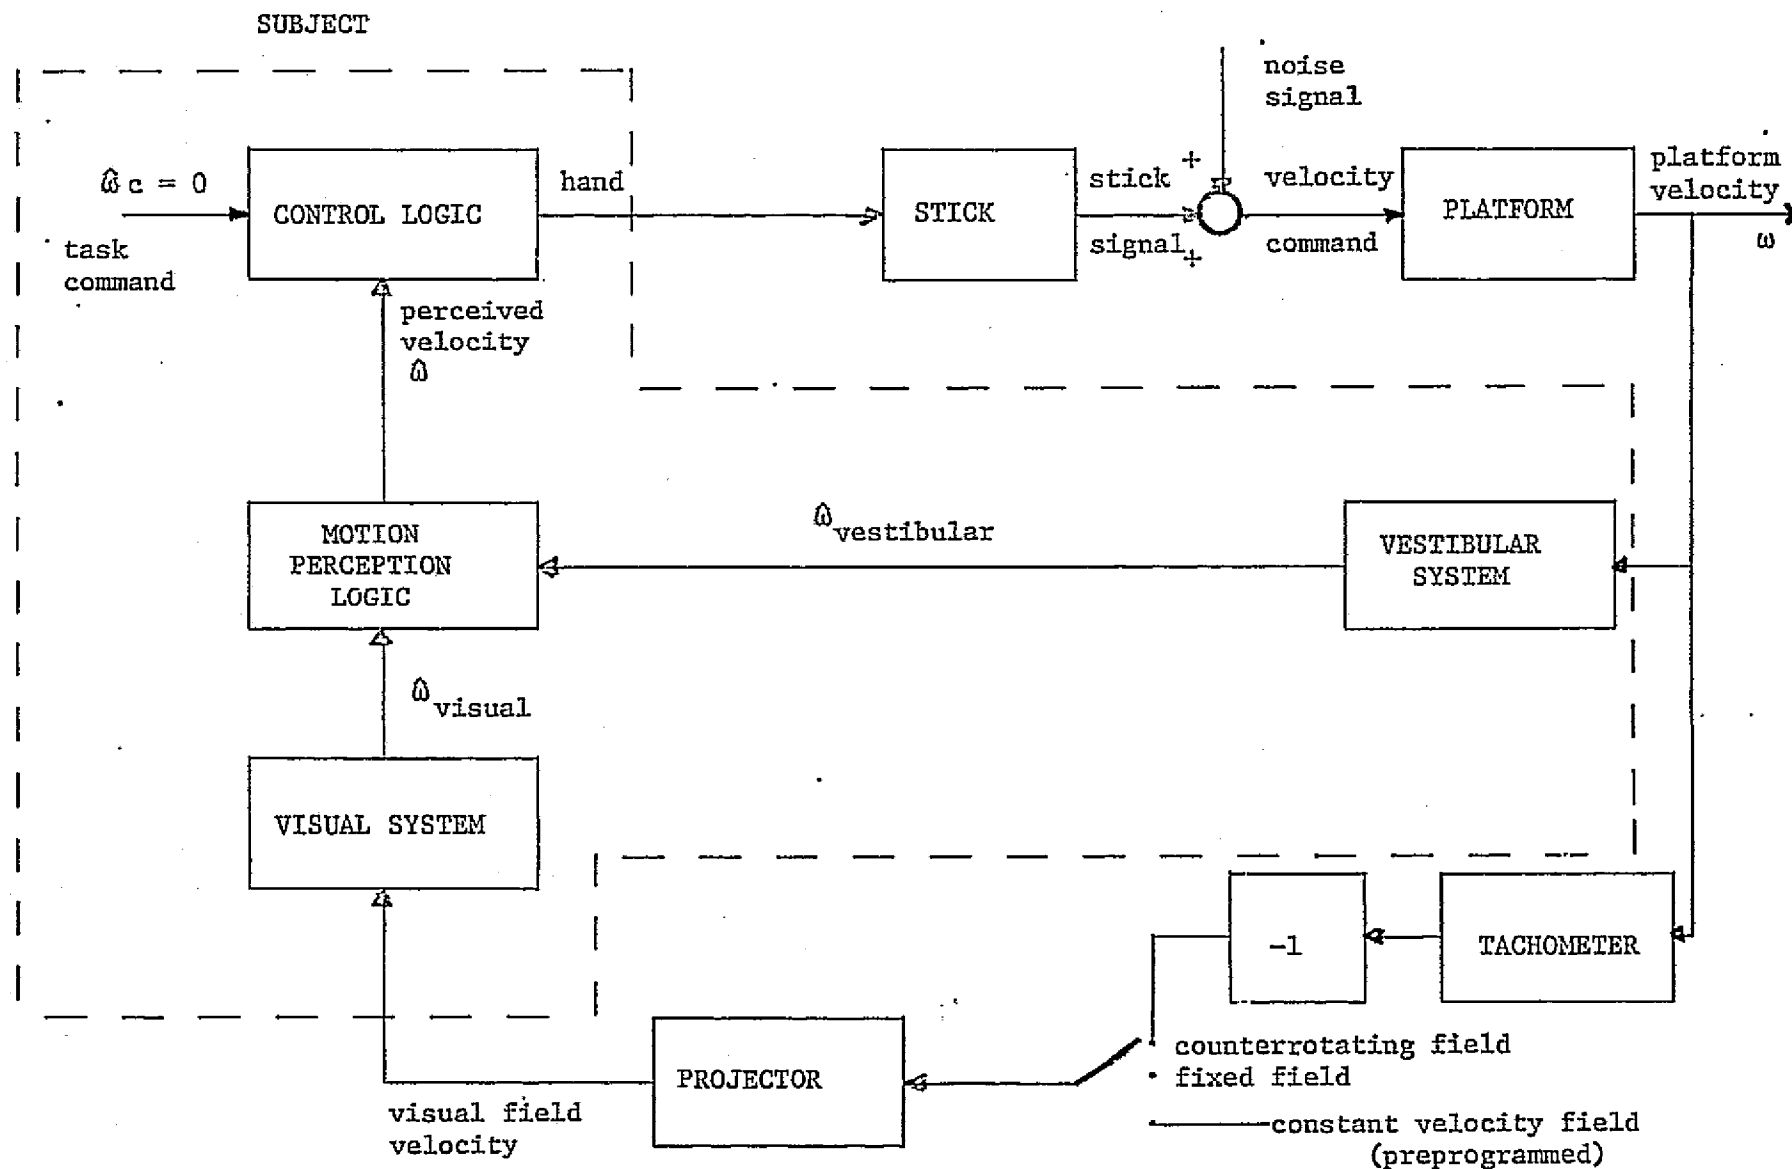 SUBJECT
noise
signal
ω̂c = 0
task
command
CONTROL LOGIC
hand
STICK
stick +
signal +
velocity
command
PLATFORM
platform
velocity
ω
perceived
velocity
ω̂
MOTION
PERCEPTION
LOGIC
ω̂vestibular
VESTIBULAR
SYSTEM
ω̂visual
VISUAL SYSTEM
-1
TACHOMETER
PROJECTOR
visual field
velocity
counterrotating field
fixed field
constant velocity field
(preprogrammed)